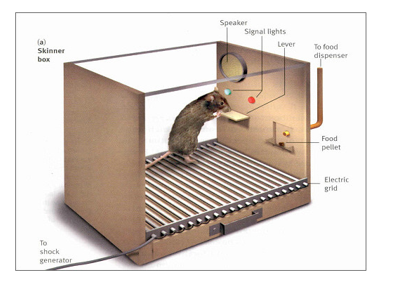 Speaker
Signal lights
Lever
To food
dispenser
(a)
Skinner
box
Food
pellet
Electric
grid
To
shock
generator